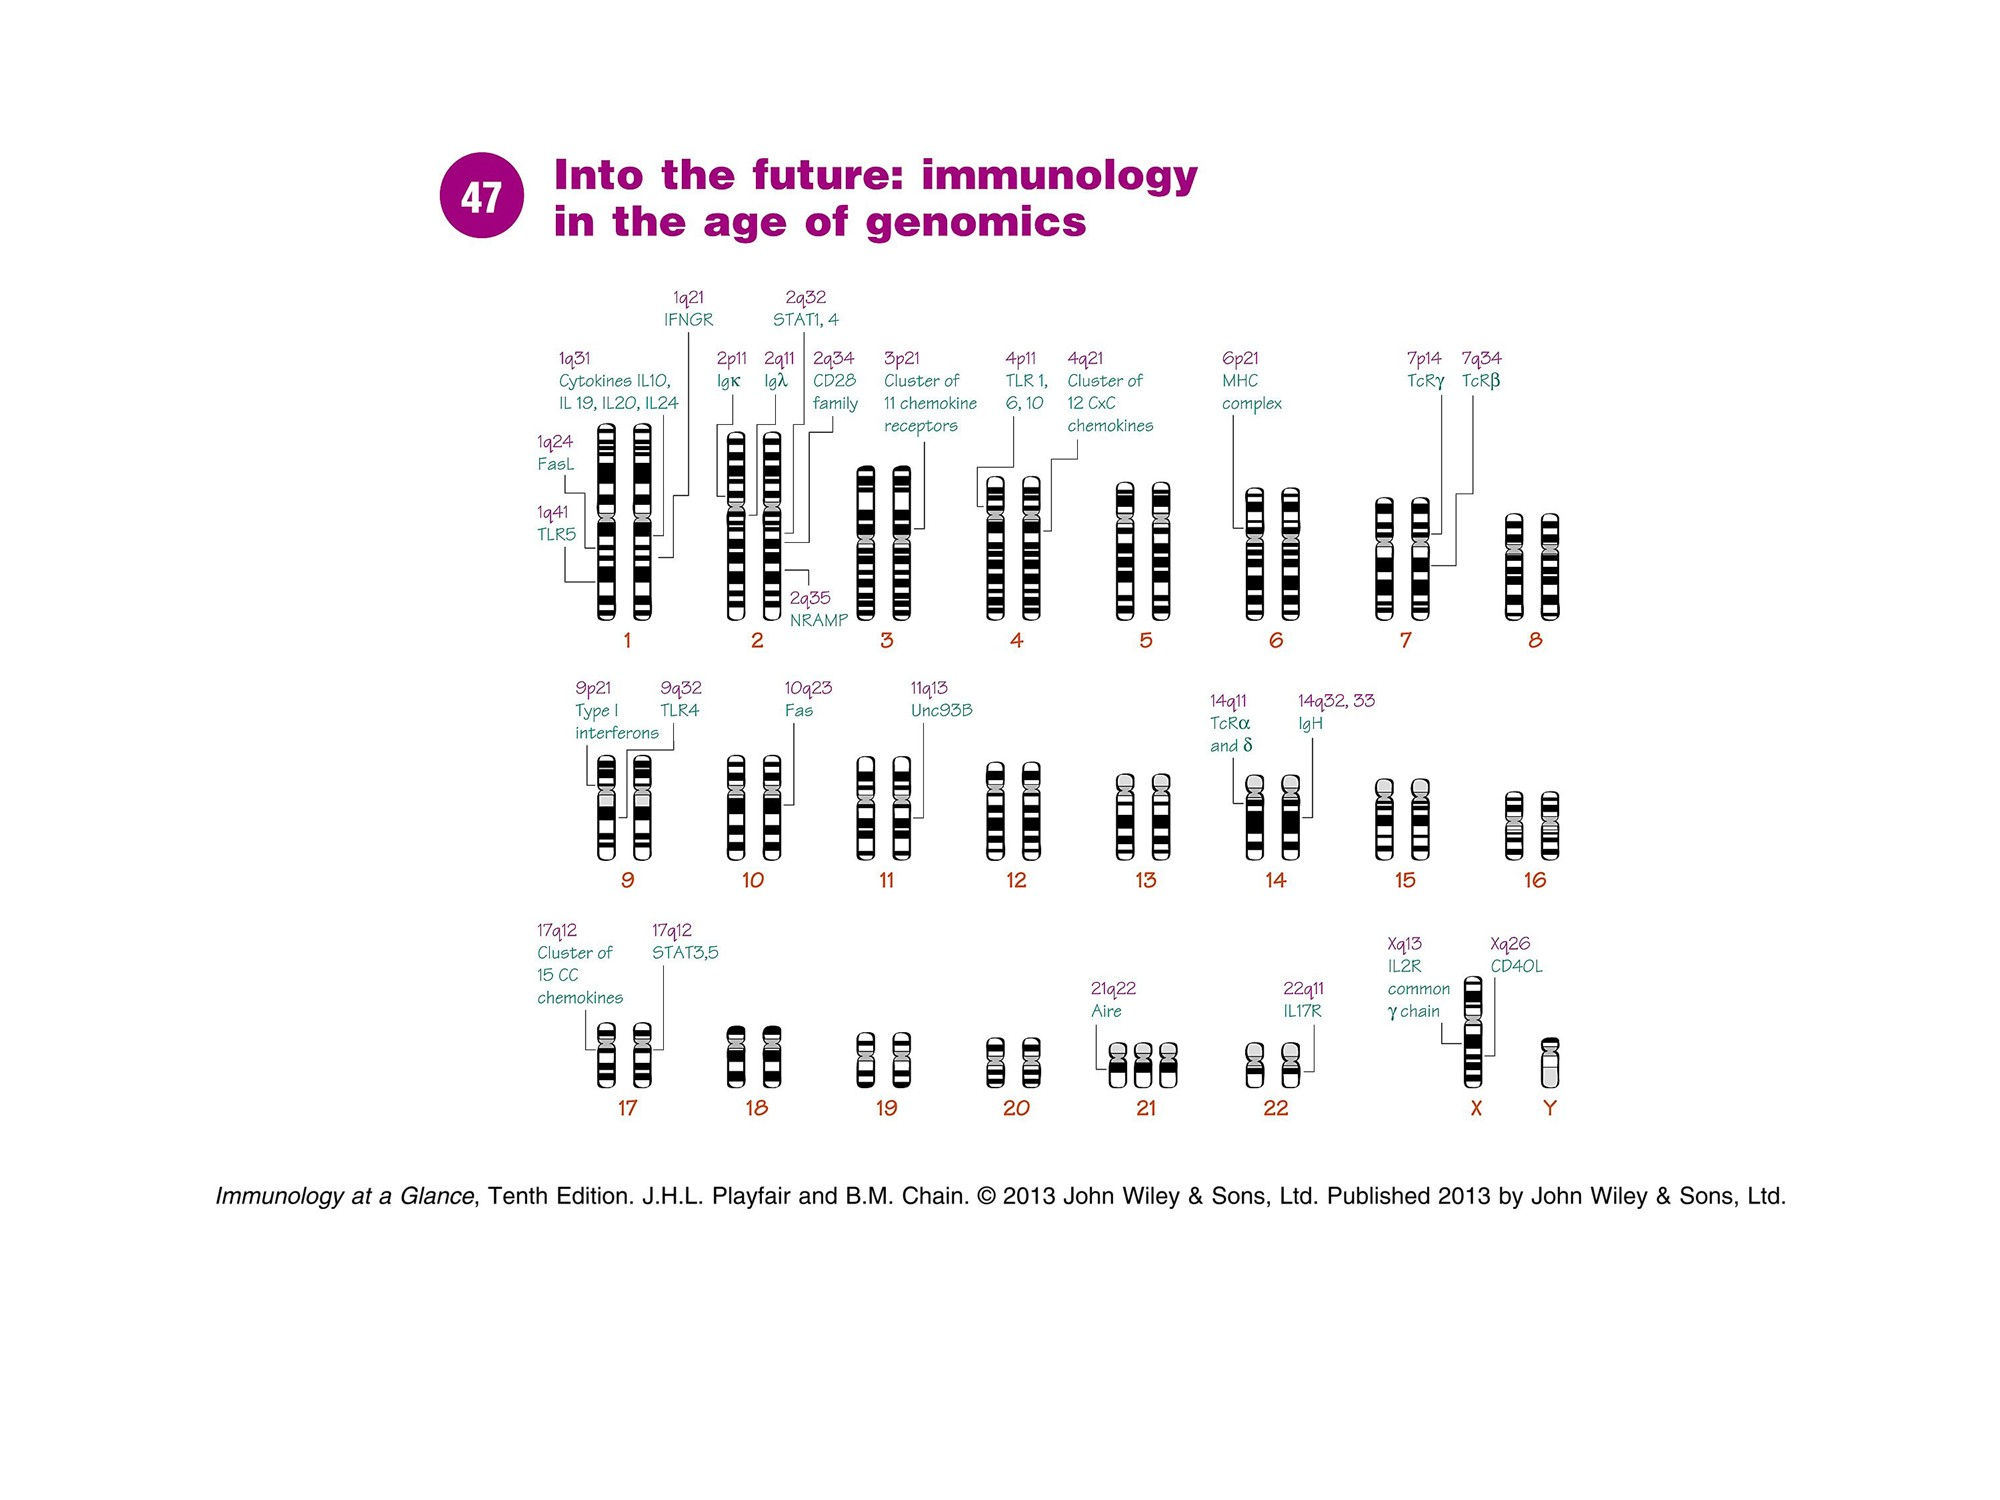 47
Into the future: immunology
in the age of genomics
1q21
IFNGR
2q32
STAT1, 4
1q31
Cytokines IL10,
IL 19, IL20, IL24
2p11
Igκ
2q11
Igλ
2q34
CD28
family
3p21
Cluster of
11 chemokine
receptors
4p11
TLR 1,
6, 10
4q21
Cluster of
12 CxC
chemokines
6p21
MHC
complex
7p14
TcRγ
7q34
TcRβ
1q24
FasL
1q41
TLR5
2q35
NRAMP
1
2
3
4
5
6
7
8
9p21
Type I
interferons
9q32
TLR4
10q23
Fas
11q13
Unc93B
14q11
TcRα
and δ
14q32, 33
IgH
9
10
11
12
13
14
15
16
17q12
Cluster of
15 CC
chemokines
17q12
STAT3,5
21q22
Aire
22q11
IL17R
Xq13
IL2R
common
γ chain
Xq26
CD40L
17
18
19
20
21
22
X
Y
Immunology at a Glance, Tenth Edition. J.H.L. Playfair and B.M. Chain. © 2013 John Wiley & Sons, Ltd. Published 2013 by John Wiley & Sons, Ltd.